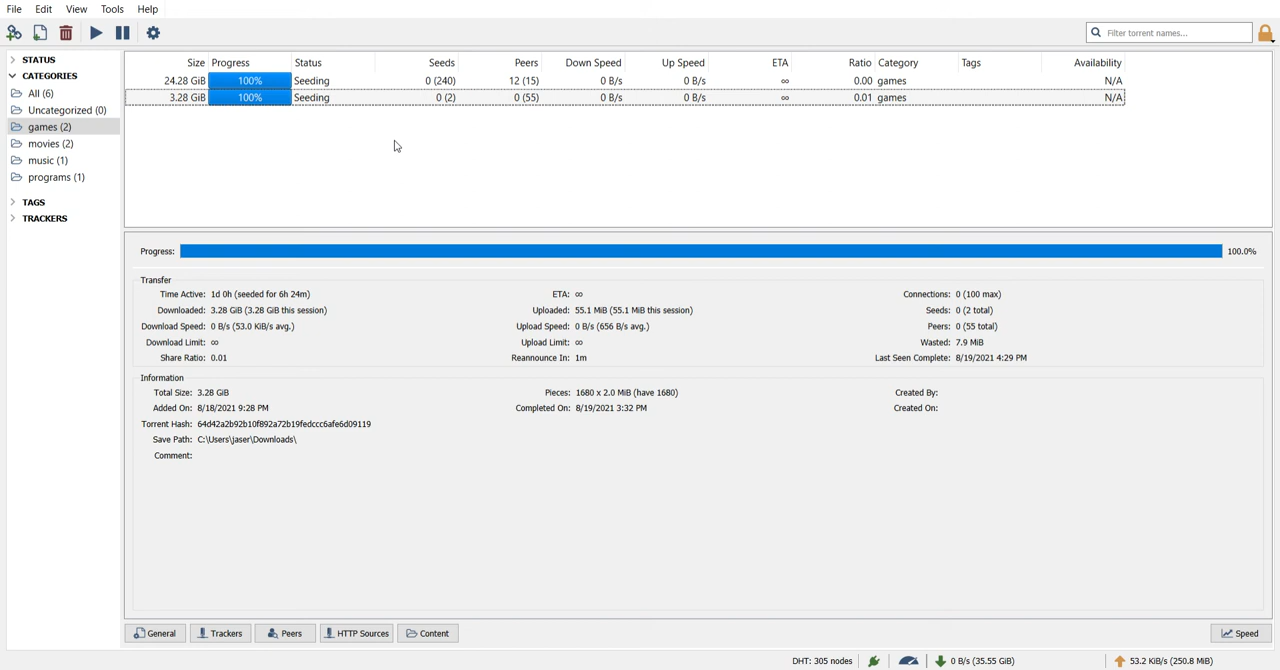 File Edit View Tools Help
Filter torrent names...
STATUS
CATEGORIES
All (6)
Uncategorized (0)
games (2)
movies (2)
music (1)
programs (1)
TAGS
TRACKERS
Size Progress Status Seeds Peers Down Speed Up Speed ETA Ratio Category Tags Availability
24.28 GiB 100% Seeding 0 (240) 12 (15) 0 B/s 0 B/s ∞ 0.00 games N/A
3.28 GiB 100% Seeding 0 (2) 0 (55) 0 B/s 0 B/s ∞ 0.01 games N/A
Progress: 100.0%
Transfer
Time Active: 1d 0h (seeded for 6h 24m) ETA: ∞ Connections: 0 (100 max)
Downloaded: 3.28 GiB (3.28 GiB this session) Uploaded: 55.1 MiB (55.1 MiB this session) Seeds: 0 (2 total)
Download Speed: 0 B/s (53.0 KiB/s avg.) Upload Speed: 0 B/s (656 B/s avg.) Peers: 0 (55 total)
Download Limit: ∞ Upload Limit: ∞ Wasted: 7.9 MiB
Share Ratio: 0.01 Reannounce In: 1m Last Seen Complete: 8/19/2021 4:29 PM
Information
Total Size: 3.28 GiB Pieces: 1680 x 2.0 MiB (have 1680) Created By:
Added On: 8/18/2021 9:28 PM Completed On: 8/19/2021 3:32 PM Created On:
Torrent Hash: 64d42a2b92b10f892a72b19fedccc6afe6d09119
Save Path: C:\Users\jaser\Downloads\
Comment:
General Trackers Peers HTTP Sources Content Speed
DHT: 305 nodes 0 B/s (35.55 GiB) 53.2 KiB/s (250.8 MiB)